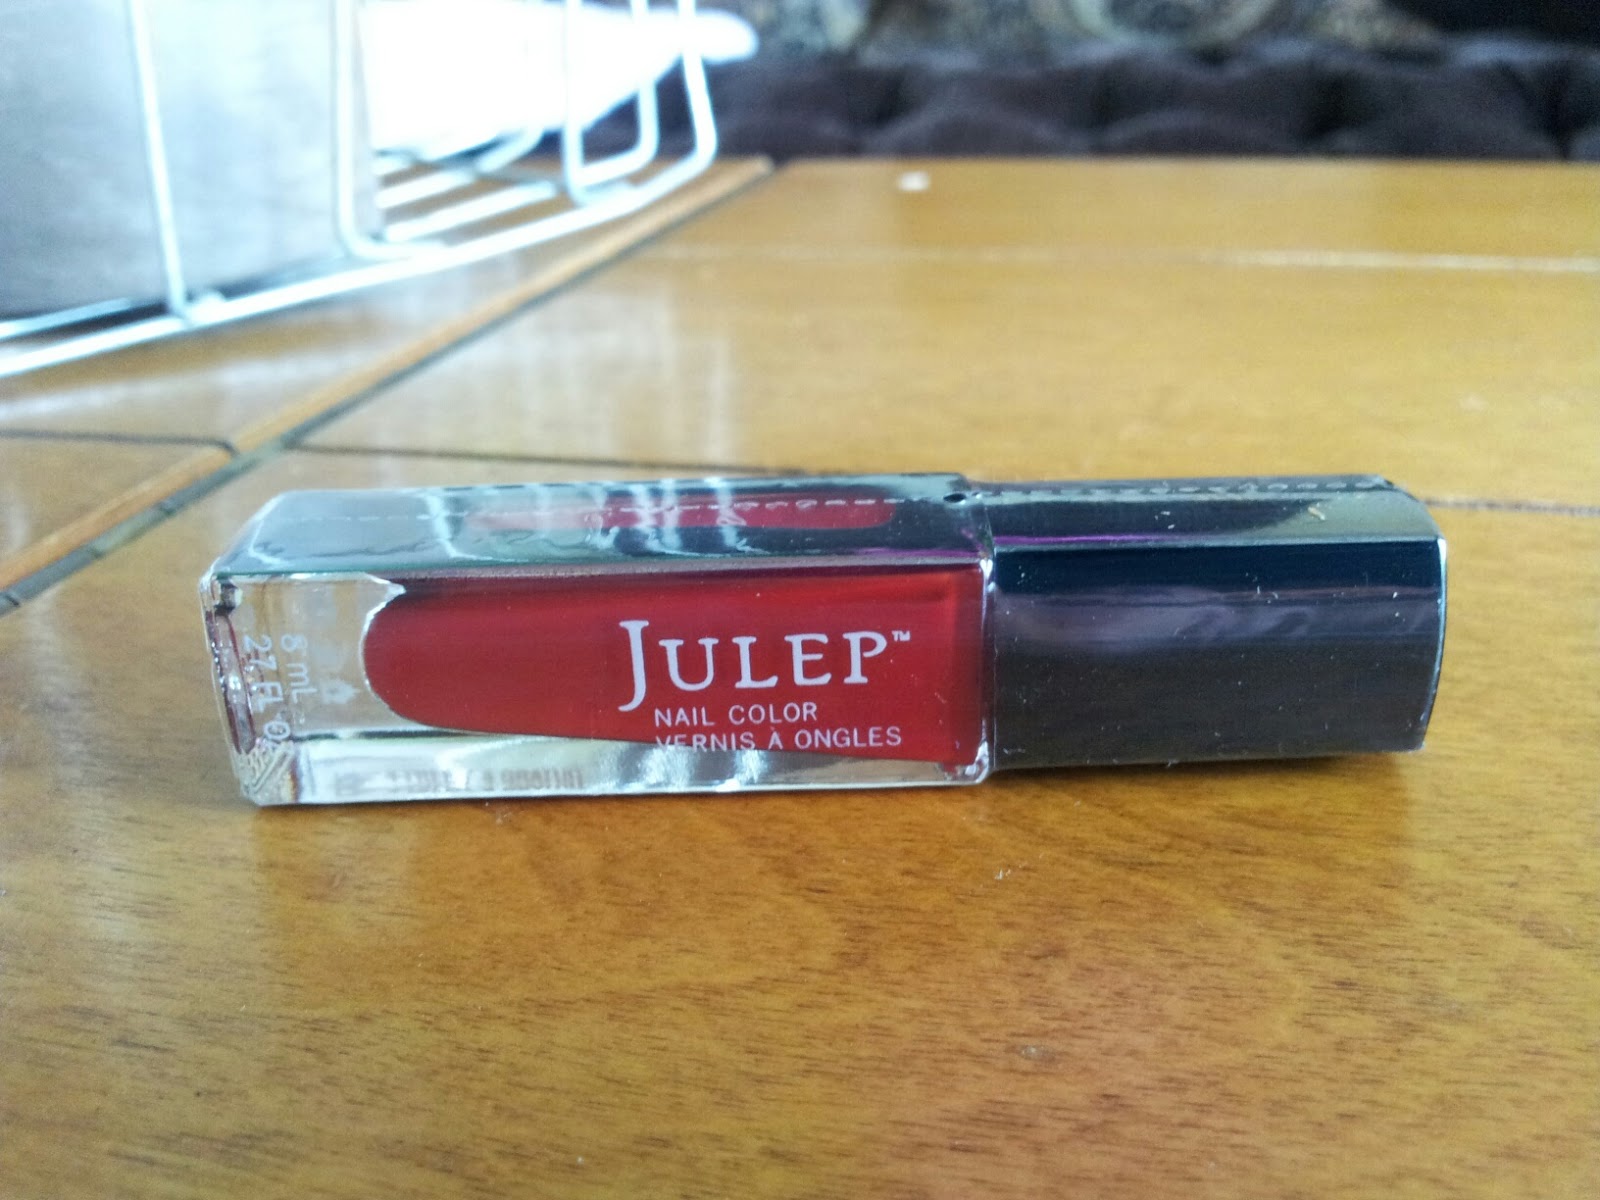 JULEP™
NAIL COLOR
VERNIS À ONGLES
8 mL
.27 FL OZ